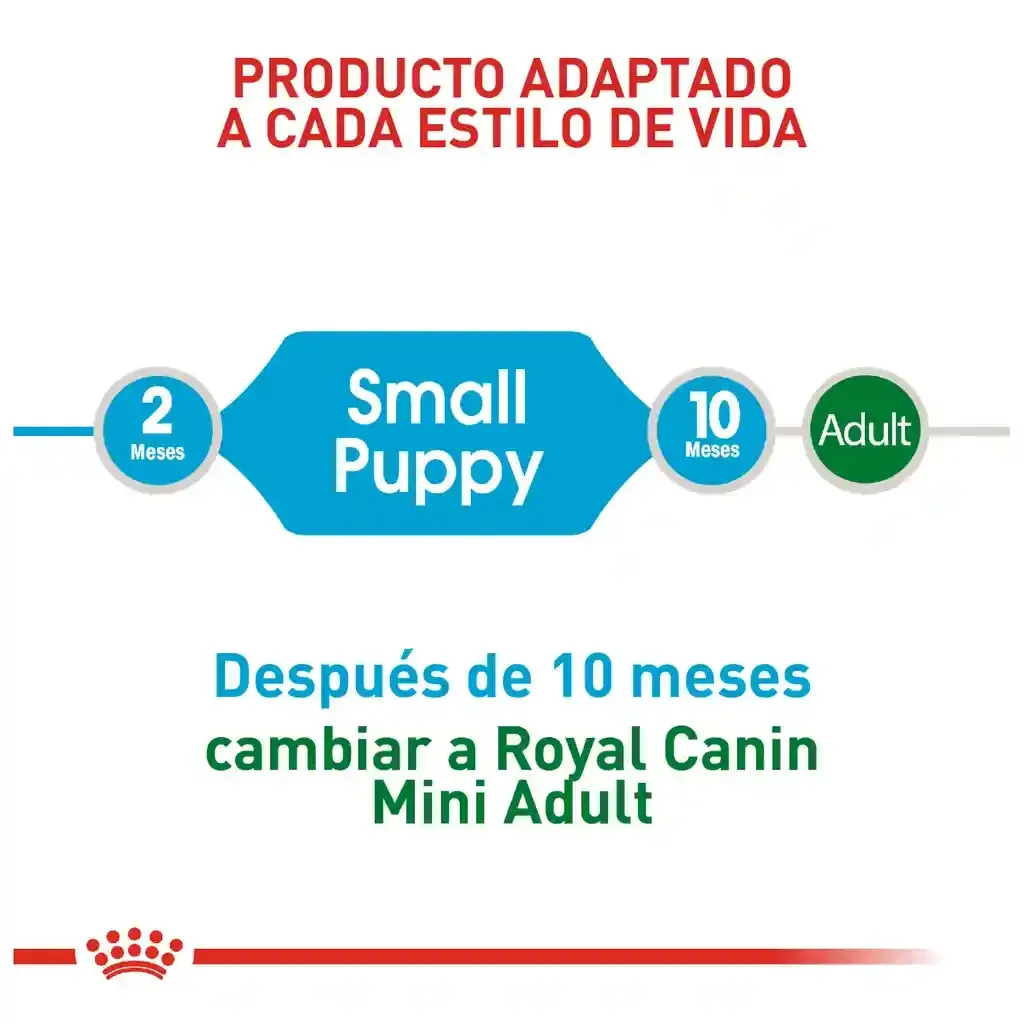 PRODUCTO ADAPTADO
A CADA ESTILO DE VIDA
2
Meses
Small
Puppy
10
Meses
Adult
Después de 10 meses
cambiar a Royal Canin
Mini Adult